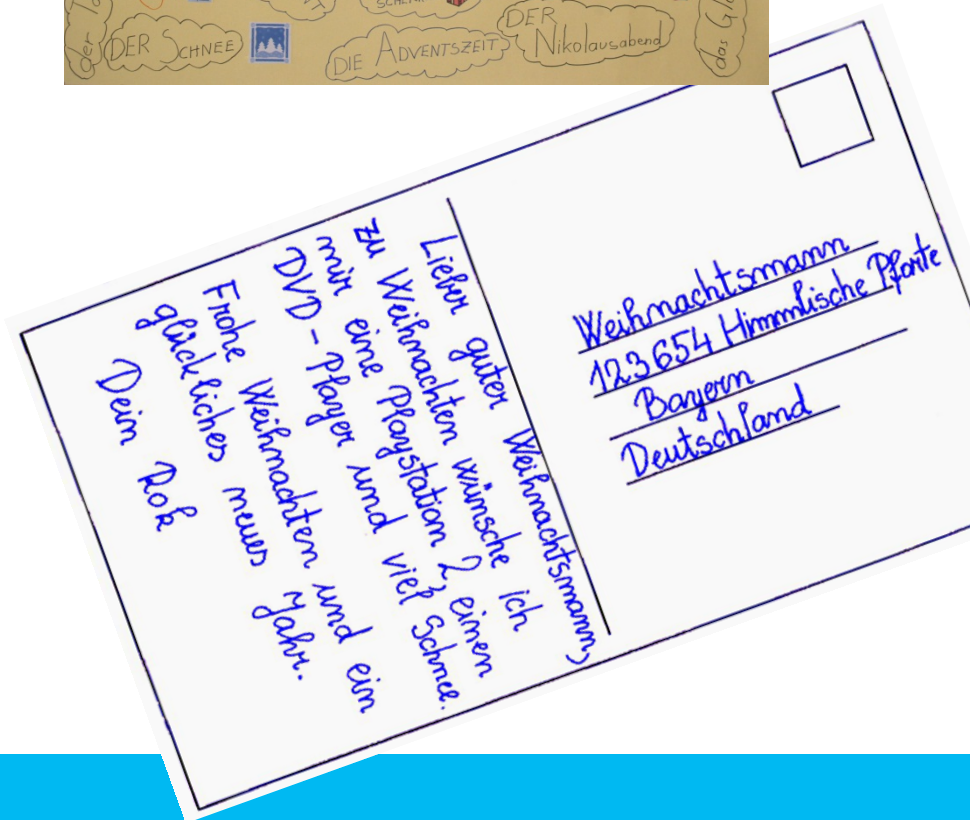 DER SCHNEE
DIE ADVENTSZEIT
DER
Nikolausabend
das
der
Lieber guter Weihnachtsmann,
zu Weihnachten wünsche ich
mir eine Playstation 2, einen
DVD-Player und viel Schnee.
Frohe Weihnachten und ein
glückliches neues Jahr.
Dein Rok
Weihnachtsmann
123654 Himmlische Pforte
Bayern
Deutschland